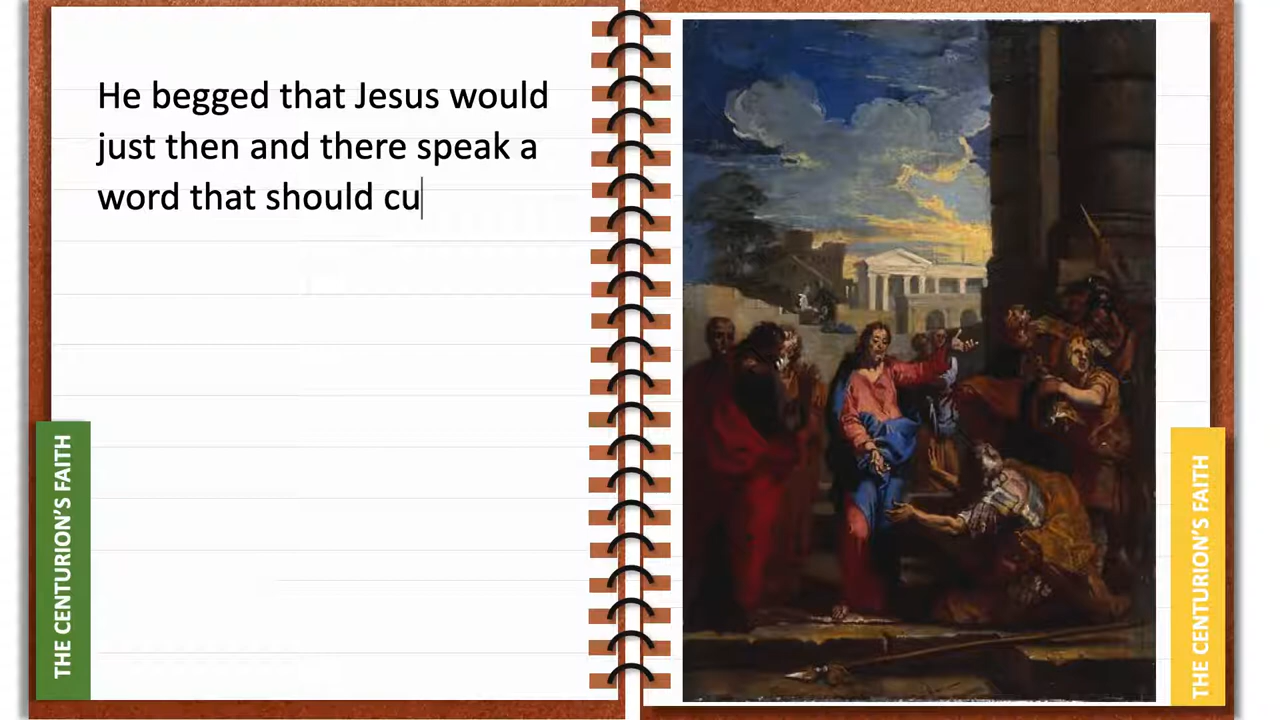 He begged that Jesus would
just then and there speak a
word that should cu
THE CENTURION'S FAITH
THE CENTURION'S FAITH